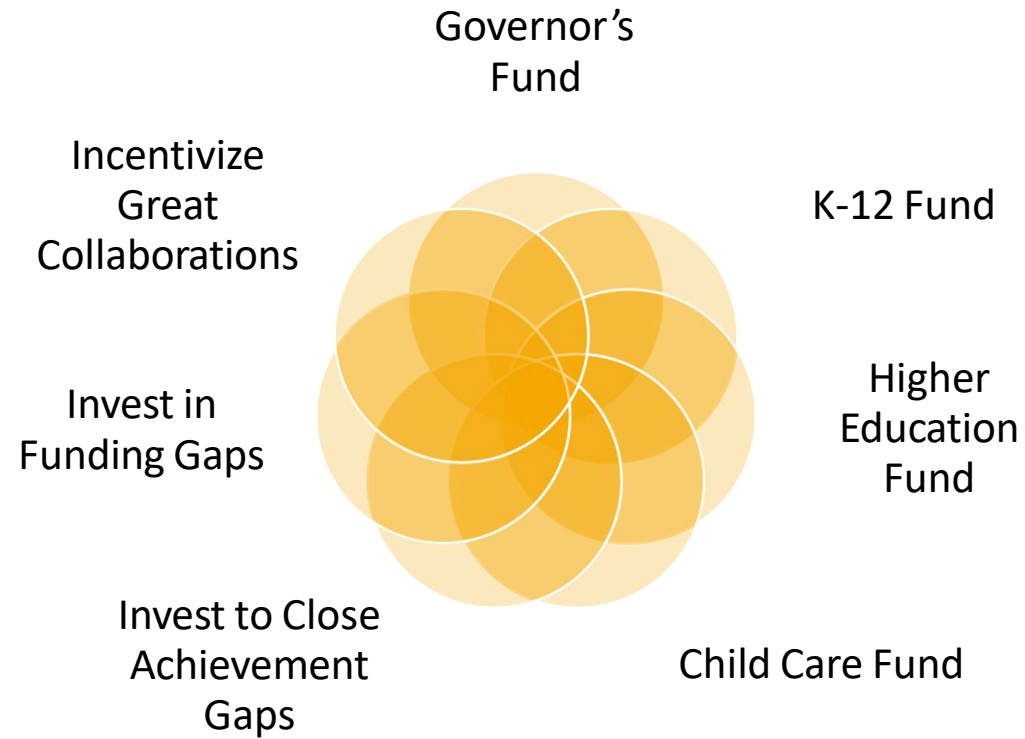 Governor’s
Fund
K-12 Fund
Higher
Education
Fund
Child Care Fund
Invest to Close
Achievement
Gaps
Invest in
Funding Gaps
Incentivize
Great
Collaborations